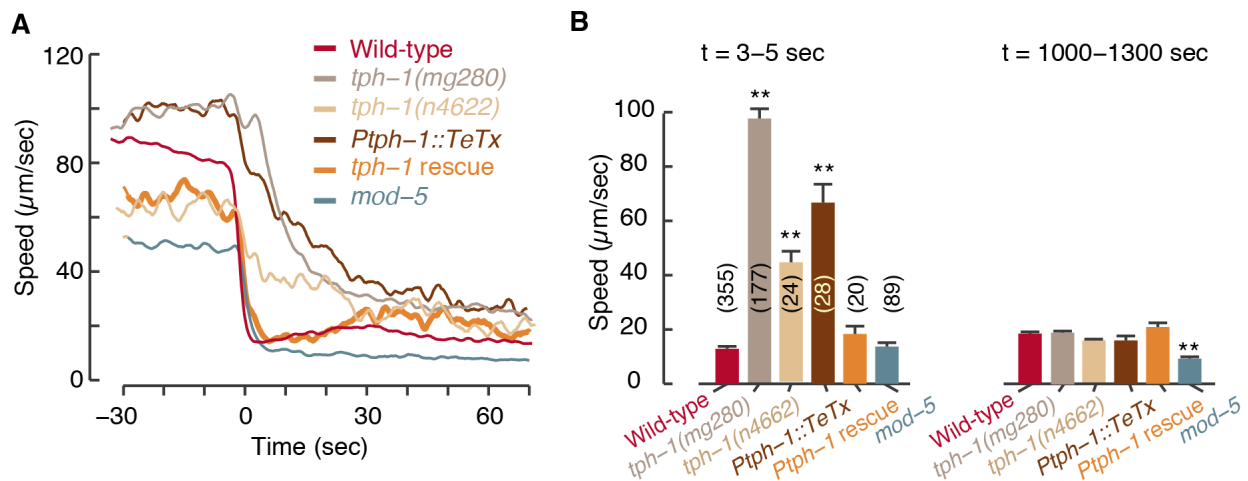 A
120
80
40
0
Speed (µm/sec)
−30
0
30
60
Time (sec)
Wild-type
tph−1(mg280)
tph−1(n4622)
Ptph−1::TeTx
tph−1 rescue
mod−5
B
t = 3−5 sec
t = 1000−1300 sec
100
80
60
40
20
0
Speed (µm/sec)
**
**
**
**
(355)
(177)
(24)
(28)
(20)
(89)
Wild-type
tph−1(mg280)
tph−1(n4662)
Ptph−1::TeTx
Ptph−1 rescue
mod−5
Wild-type
tph−1(mg280)
tph−1(n4662)
Ptph−1::TeTx
Ptph−1 rescue
mod−5